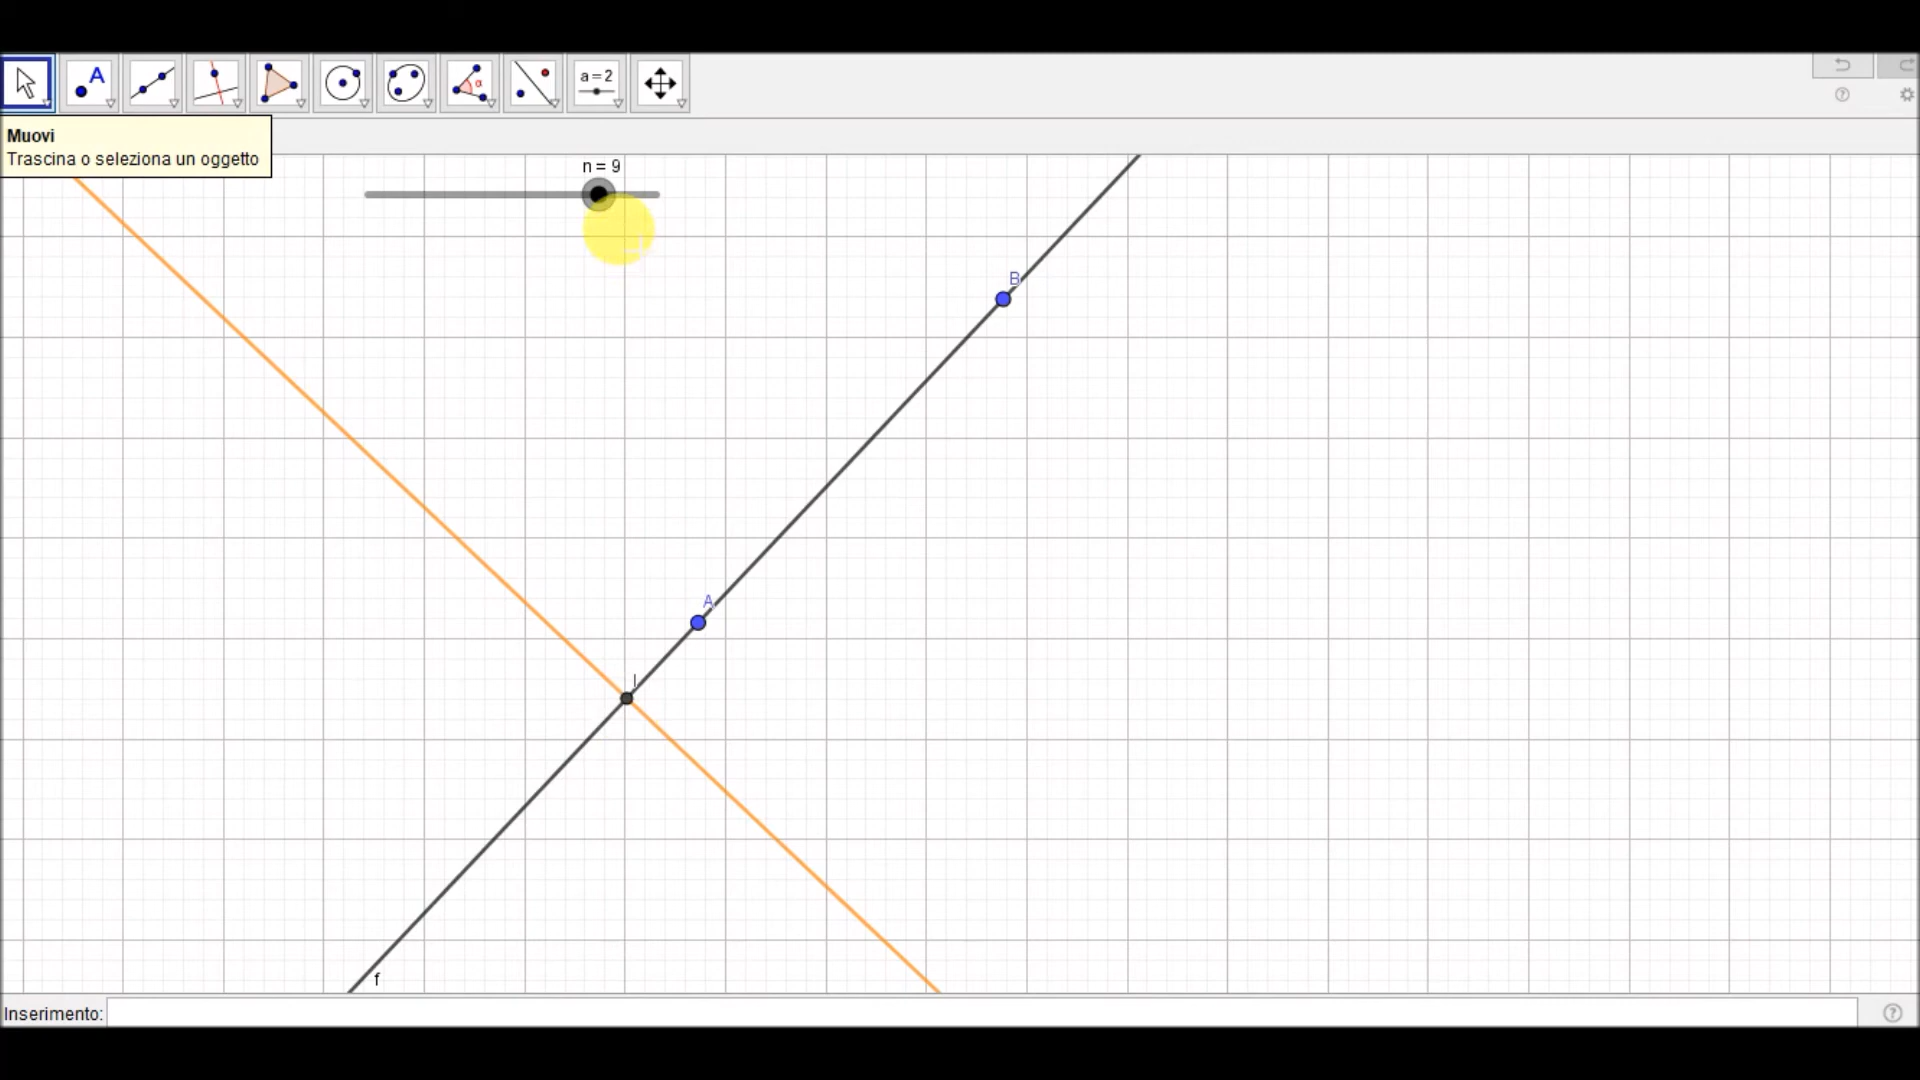 A
α
a=2
Muovi
Trascina o seleziona un oggetto
n = 9
B
A
I
f
Inserimento: